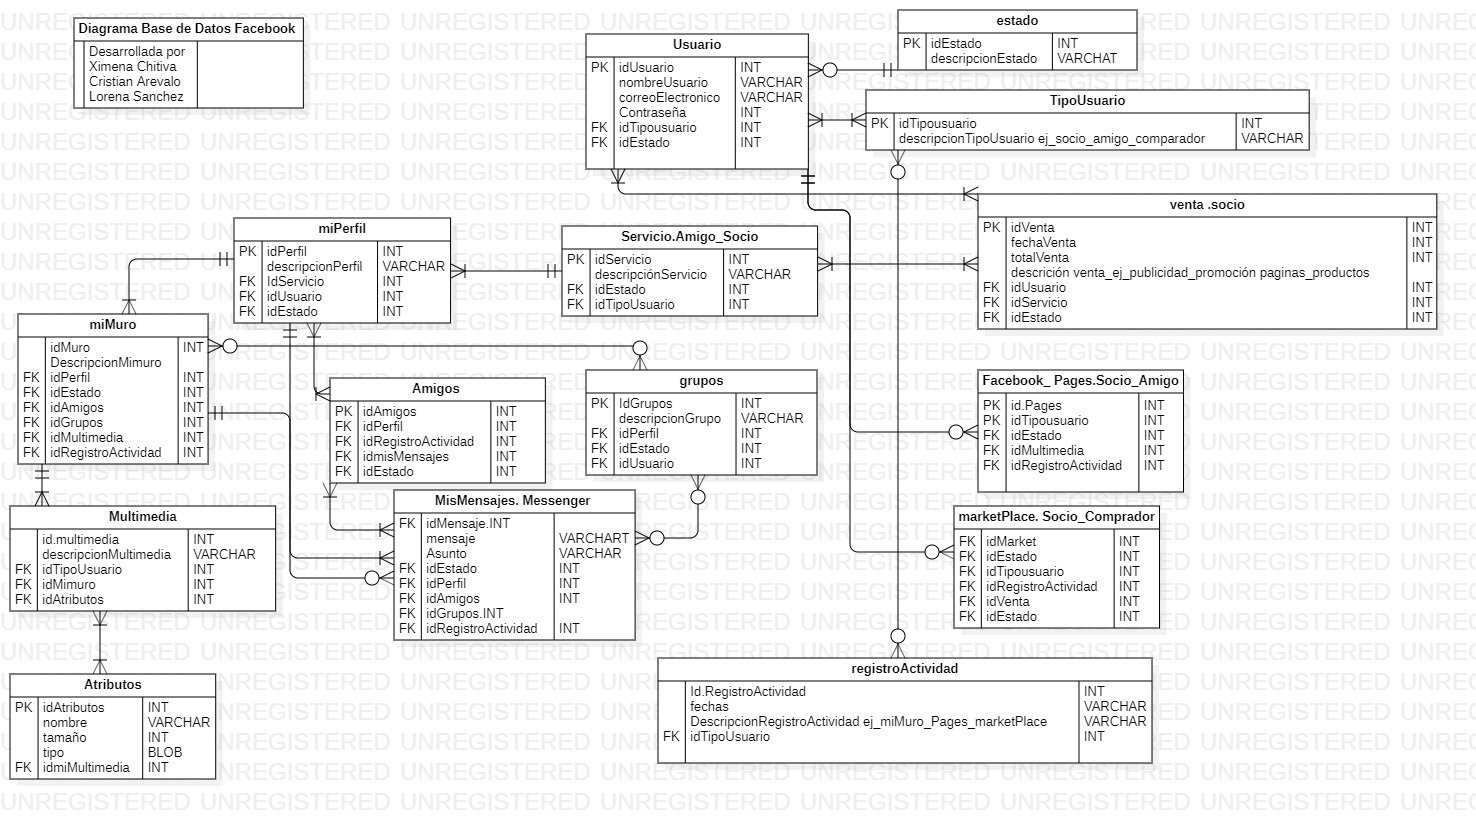 Diagrama Base de Datos Facebook
Desarrollada por
Ximena Chitiva
Cristian Arevalo
Lorena Sanchez
Usuario
PK idUsuario INT
nombreUsuario VARCHAR
correoElectronico VARCHAR
Contraseña INT
FK idTipousuario INT
FK idEstado INT
estado
PK idEstado INT
descripcionEstado VARCHAT
TipoUsuario
PK idTipousuario INT
descripcionTipoUsuario ej_socio_amigo_comparador VARCHAR
venta .socio
PK idVenta INT
fechaVenta INT
totalVenta INT
descrición venta_ej_publicidad_promoción paginas_productos
FK idUsuario INT
FK idServicio INT
FK idEstado INT
miPerfil
PK idPerfil INT
descripcionPerfil VARCHAR
FK IdServicio INT
FK idUsuario INT
FK idEstado INT
Servicio.Amigo_Socio
PK idServicio INT
descripciónServicio VARCHAR
FK idEstado INT
FK idTipoUsuario INT
miMuro
idMuro INT
DescripcionMimuro
FK idPerfil INT
FK idEstado INT
FK idAmigos INT
FK idGrupos INT
FK idMultimedia INT
FK idRegistroActividad INT
Amigos
PK idAmigos INT
FK idPerfil INT
FK idRegistroActividad INT
FK idmisMensajes INT
FK idEstado INT
grupos
PK IdGrupos INT
descripcionGrupo VARCHAR
FK idPerfil INT
FK idEstado INT
FK idUsuario INT
Facebook_ Pages.Socio_Amigo
PK id.Pages INT
FK idTipousuario INT
FK idEstado INT
FK idMultimedia INT
FK idRegistroActividad INT
MisMensajes. Messenger
FK idMensaje.INT
mensaje VARCHART
Asunto VARCHAR
FK idEstado INT
FK idPerfil INT
FK idAmigos INT
FK idGrupos.INT
FK idRegistroActividad INT
marketPlace. Socio_Comprador
FK idMarket INT
FK idEstado INT
FK idTipousuario INT
FK idRegistroActividad INT
FK idVenta INT
FK idEstado INT
Multimedia
id.multimedia INT
descripcionMultimedia VARCHAR
FK idTipoUsuario INT
FK idMimuro INT
FK idAtributos INT
Atributos
PK idAtributos INT
nombre VARCHAR
tamaño INT
tipo BLOB
FK idmiMultimedia INT
registroActividad
Id.RegistroActividad INT
fechas VARCHAR
DescripcionRegistroActividad ej_miMuro_Pages_marketPlace VARCHAR
FK idTipoUsuario INT
UNREGISTERED